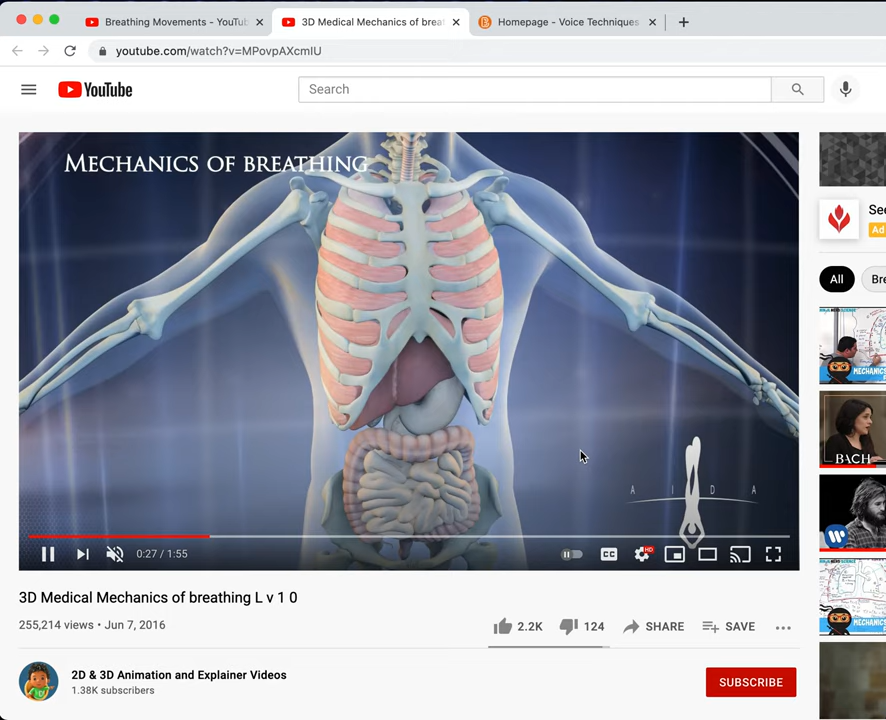 Breathing Movements - YouTub
3D Medical Mechanics of breat
Homepage - Voice Techniques
youtube.com/watch?v=MPovpAXcmIU
YouTube
Search
MECHANICS OF BREATHING
See
Ad
All
Bre
MECHANICS
BACH
A I D A
0:27 / 1:55
CC
HD
3D Medical Mechanics of breathing L v 1 0
255,214 views • Jun 7, 2016
2.2K
124
SHARE
SAVE
2D & 3D Animation and Explainer Videos
1.38K subscribers
SUBSCRIBE